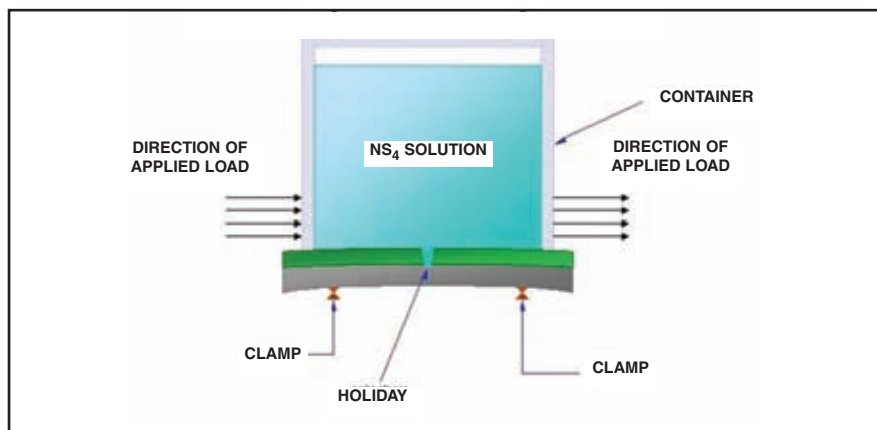 CONTAINER
DIRECTION OF
APPLIED LOAD
NS₄ SOLUTION
DIRECTION OF
APPLIED LOAD
CLAMP
CLAMP
HOLIDAY